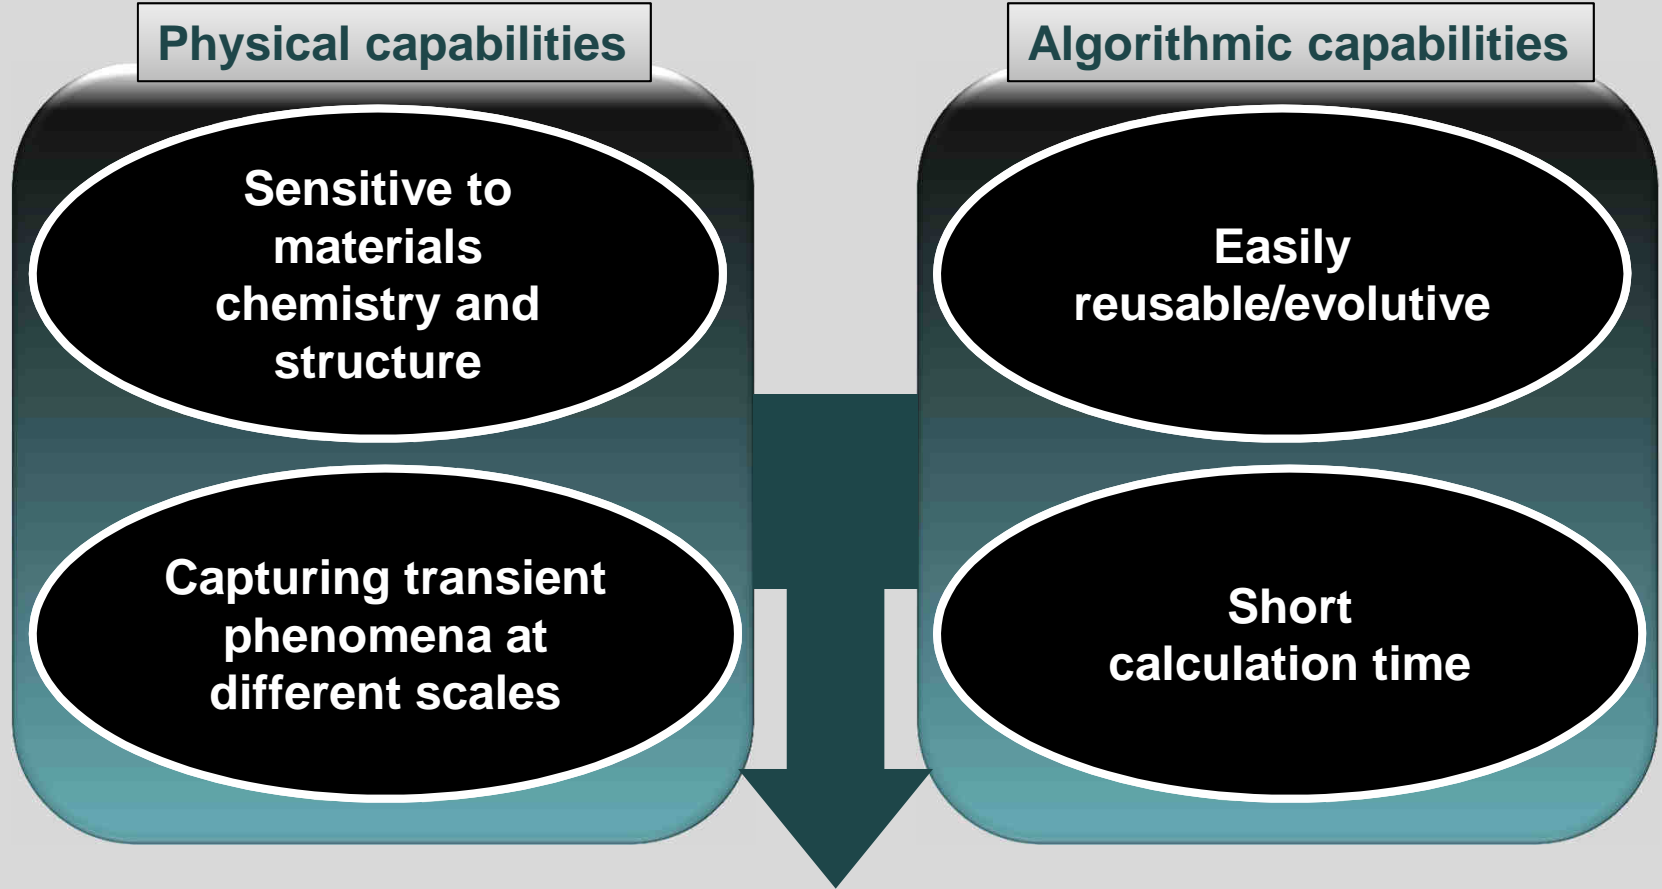 Physical capabilities
Sensitive to
materials
chemistry and
structure
Capturing transient
phenomena at
different scales
Algorithmic capabilities
Easily
reusable/evolutive
Short
calculation time